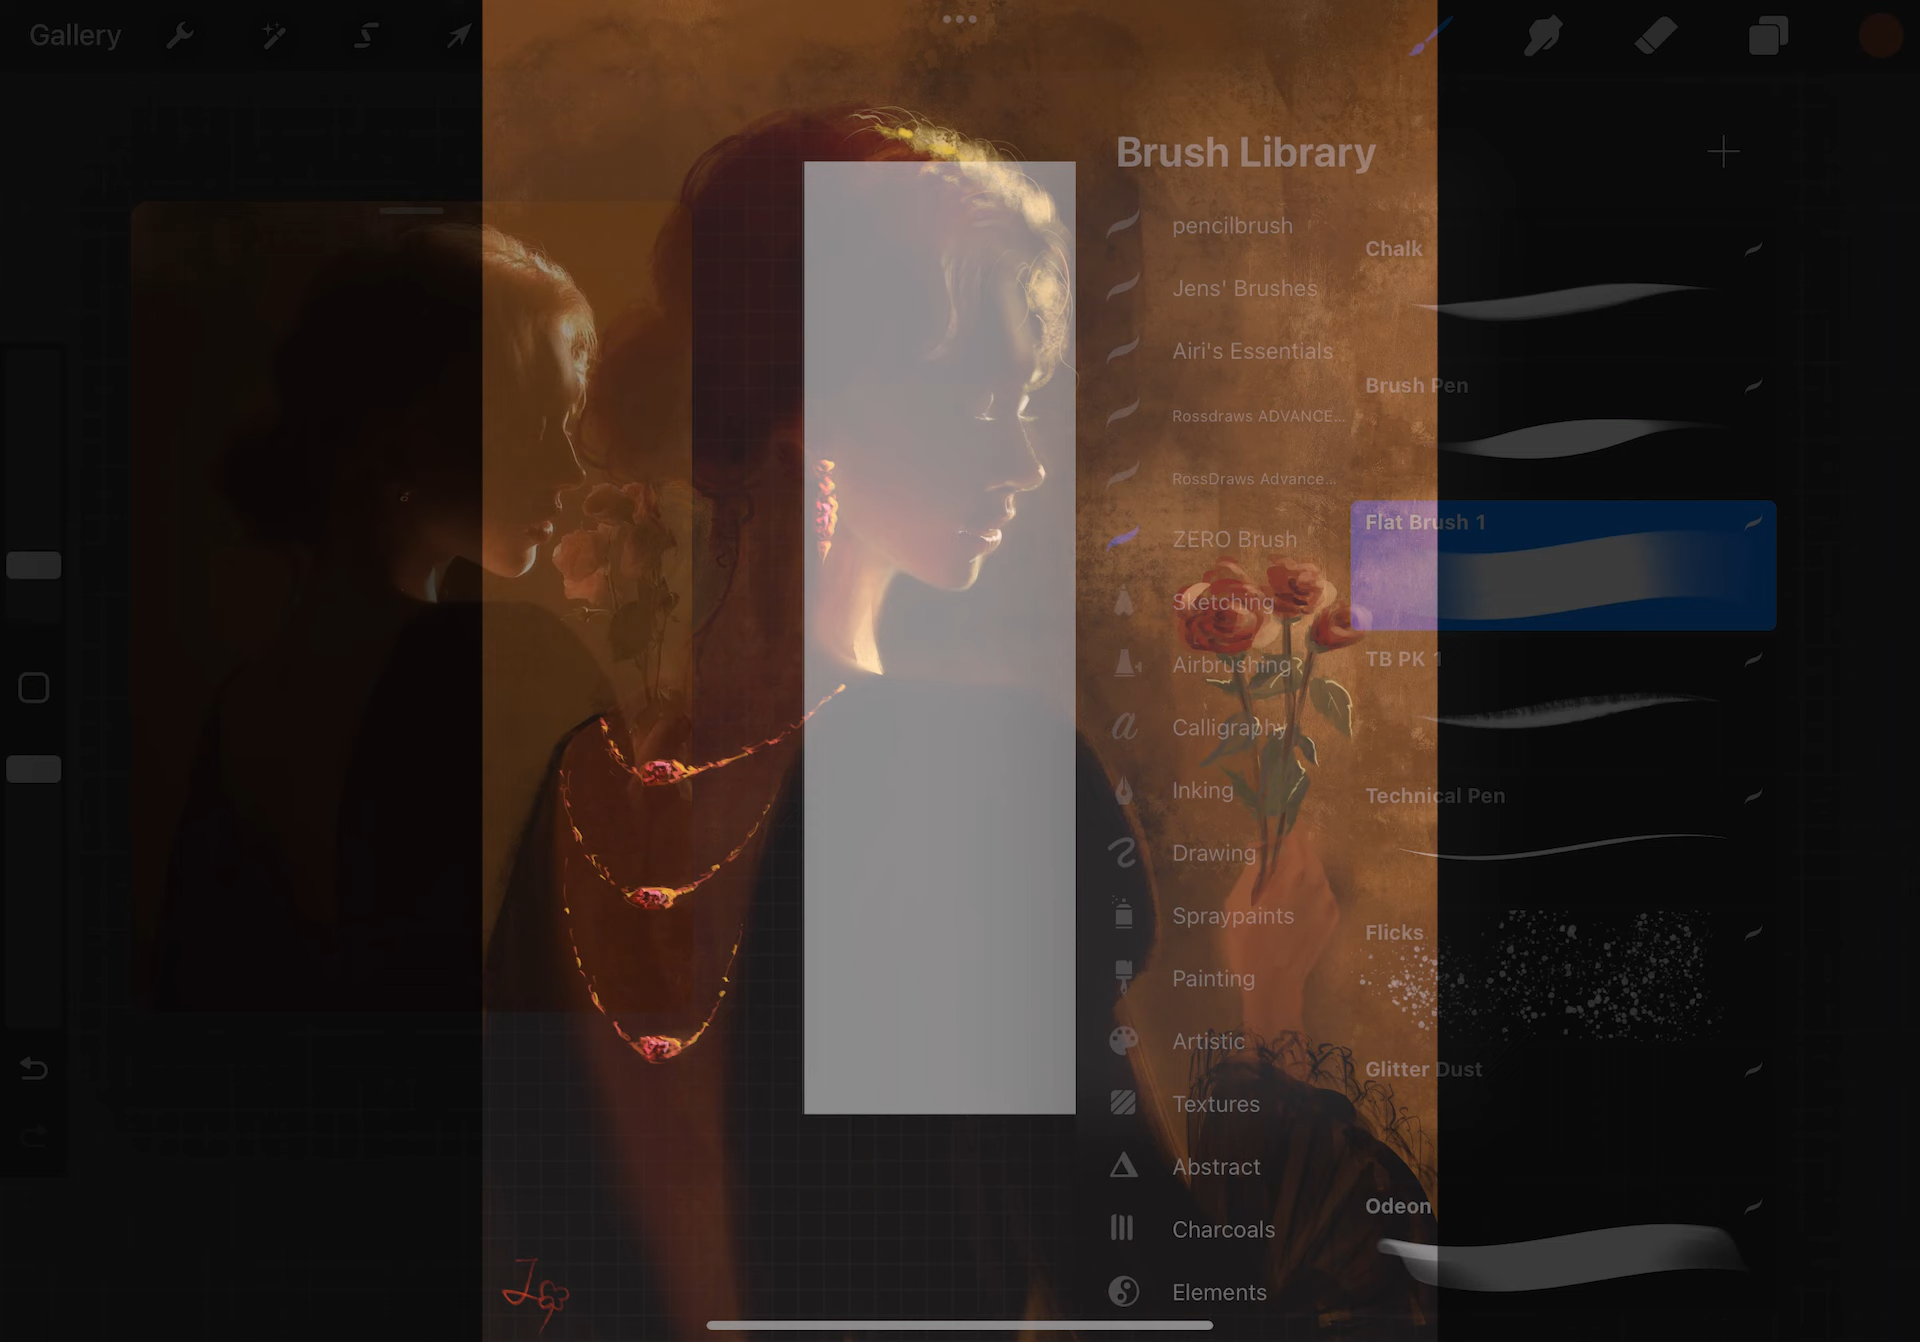 Gallery
Brush Library
pencilbrush
Jens' Brushes
Airi's Essentials
Rossdraws ADVANCE...
RossDraws Advance...
ZERO Brush
Sketching
Airbrushing
Calligraphy
Inking
Drawing
Spraypaints
Painting
Artistic
Textures
Abstract
Charcoals
Elements
Chalk
Brush Pen
Flat Brush 1
TB PK 1
Technical Pen
Flicks
Glitter Dust
Odeon